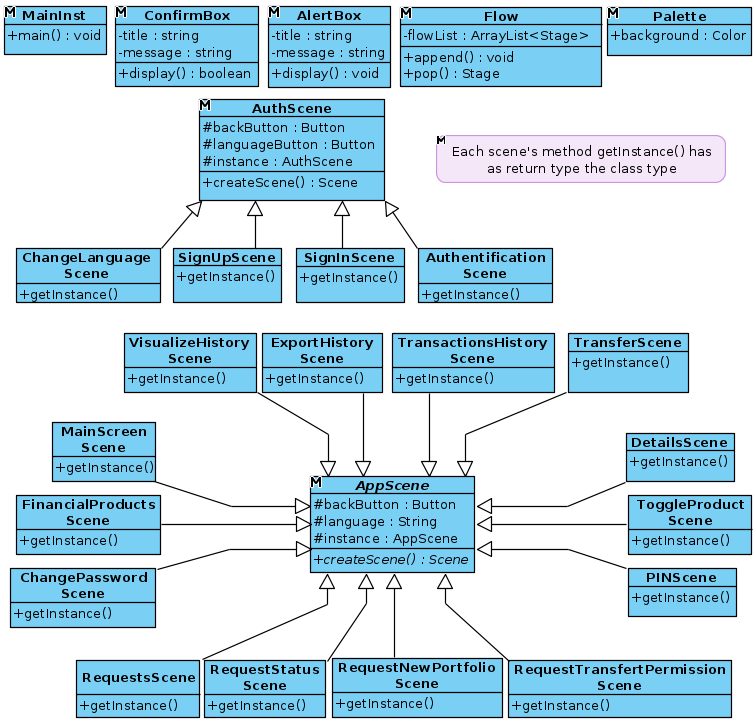 MainInst
+main() : void
ConfirmBox
-title : string
-message : string
+display() : boolean
AlertBox
-title : string
-message : string
+display() : void
Flow
-flowList : ArrayList<Stage>
+append() : void
+pop() : Stage
Palette
+background : Color
AuthScene
#backButton : Button
#languageButton : Button
#instance : AuthScene
+createScene() : Scene
Each scene's method getInstance() has
as return type the class type
ChangeLanguage
Scene
+getInstance()
SignUpScene
+getInstance()
SignInScene
+getInstance()
Authentification
Scene
+getInstance()
VisualizeHistory
Scene
+getInstance()
ExportHistory
Scene
+getInstance()
TransactionsHistory
Scene
+getInstance()
TransferScene
+getInstance()
MainScreen
Scene
+getInstance()
FinancialProducts
Scene
+getInstance()
ChangePassword
Scene
+getInstance()
AppScene
#backButton : Button
#language : String
#instance : AppScene
+createScene() : Scene
DetailsScene
+getInstance()
ToggleProduct
Scene
+getInstance()
PINScene
+getInstance()
RequestsScene
+getInstance()
RequestStatus
Scene
+getInstance()
RequestNewPortfolio
Scene
+getInstance()
RequestTransfertPermission
Scene
+getInstance()